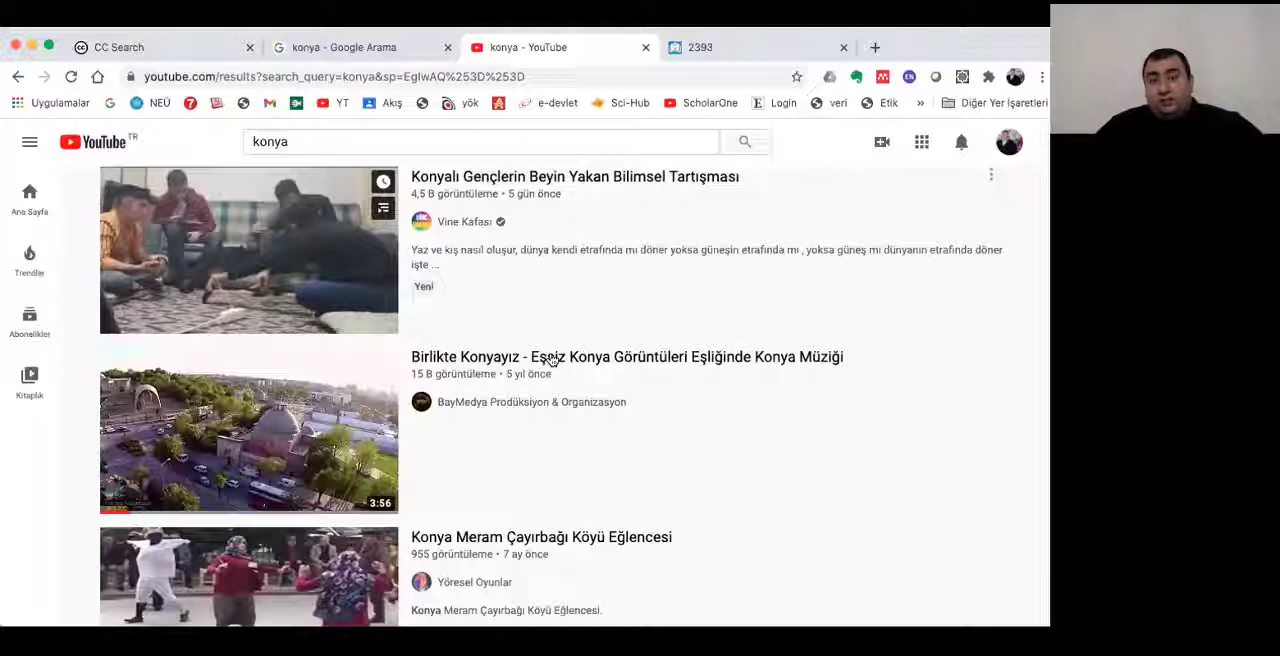 CC Search
konya - Google Arama
konya - YouTube
2393
youtube.com/results?search_query=konya&sp=EgIwAQ%253D%253D
Uygulamalar
NEÜ
YT
Akış
yök
e-devlet
Sci-Hub
ScholarOne
Login
veri
Etik
»
Diğer Yer İşaretleri
YouTube TR
konya
Ana Sayfa
Trendler
Abonelikler
Kitaplık
Konyalı Gençlerin Beyin Yakan Bilimsel Tartışması
4,5 B görüntüleme • 5 gün önce
Vine Kafası
Yaz ve kış nasıl oluşur, dünya kendi etrafında mı döner yoksa güneşin etrafında mı , yoksa güneş mi dünyanın etrafında döner
işte ...
Yeni
Birlikte Konyayız - Eşsiz Konya Görüntüleri Eşliğinde Konya Müziği
15 B görüntüleme • 5 yıl önce
BayMedya Prodüksiyon & Organizasyon
3:56
Konya Meram Çayırbağı Köyü Eğlencesi
955 görüntüleme • 7 ay önce
Yöresel Oyunlar
Konya Meram Çayırbağı Köyü Eğlencesi.